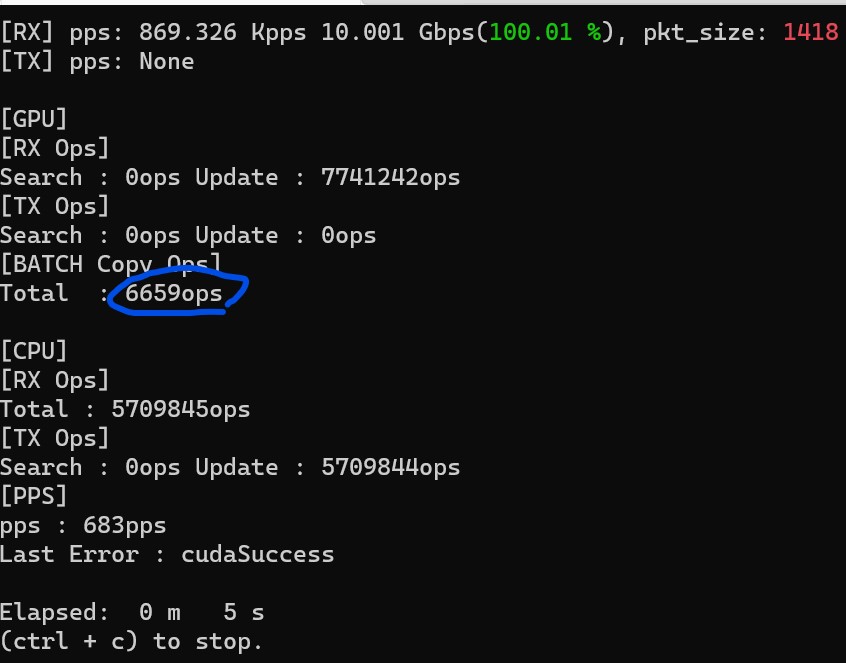 [RX] pps: 869.326 Kpps 10.001 Gbps(100.01 %), pkt_size: 1418
[TX] pps: None
[GPU]
[RX Ops]
Search : 0ops Update : 7741242ops
[TX Ops]
Search : 0ops Update : 0ops
[BATCH Copy Ops]
Total  : 6659ops
[CPU]
[RX Ops]
Total : 5709845ops
[TX Ops]
Search : 0ops Update : 5709844ops
[PPS]
pps : 683pps
Last Error : cudaSuccess
Elapsed:  0 m   5 s
(ctrl + c) to stop.